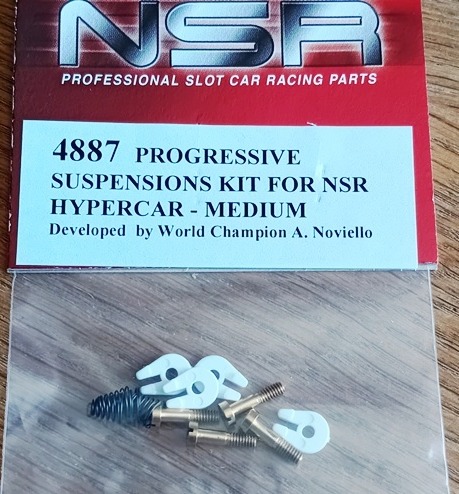 NSR
PROFESSIONAL SLOT CAR RACING PARTS
4887 PROGRESSIVE
SUSPENSIONS KIT FOR NSR
HYPERCAR - MEDIUM
Developed by World Champion A. Noviello